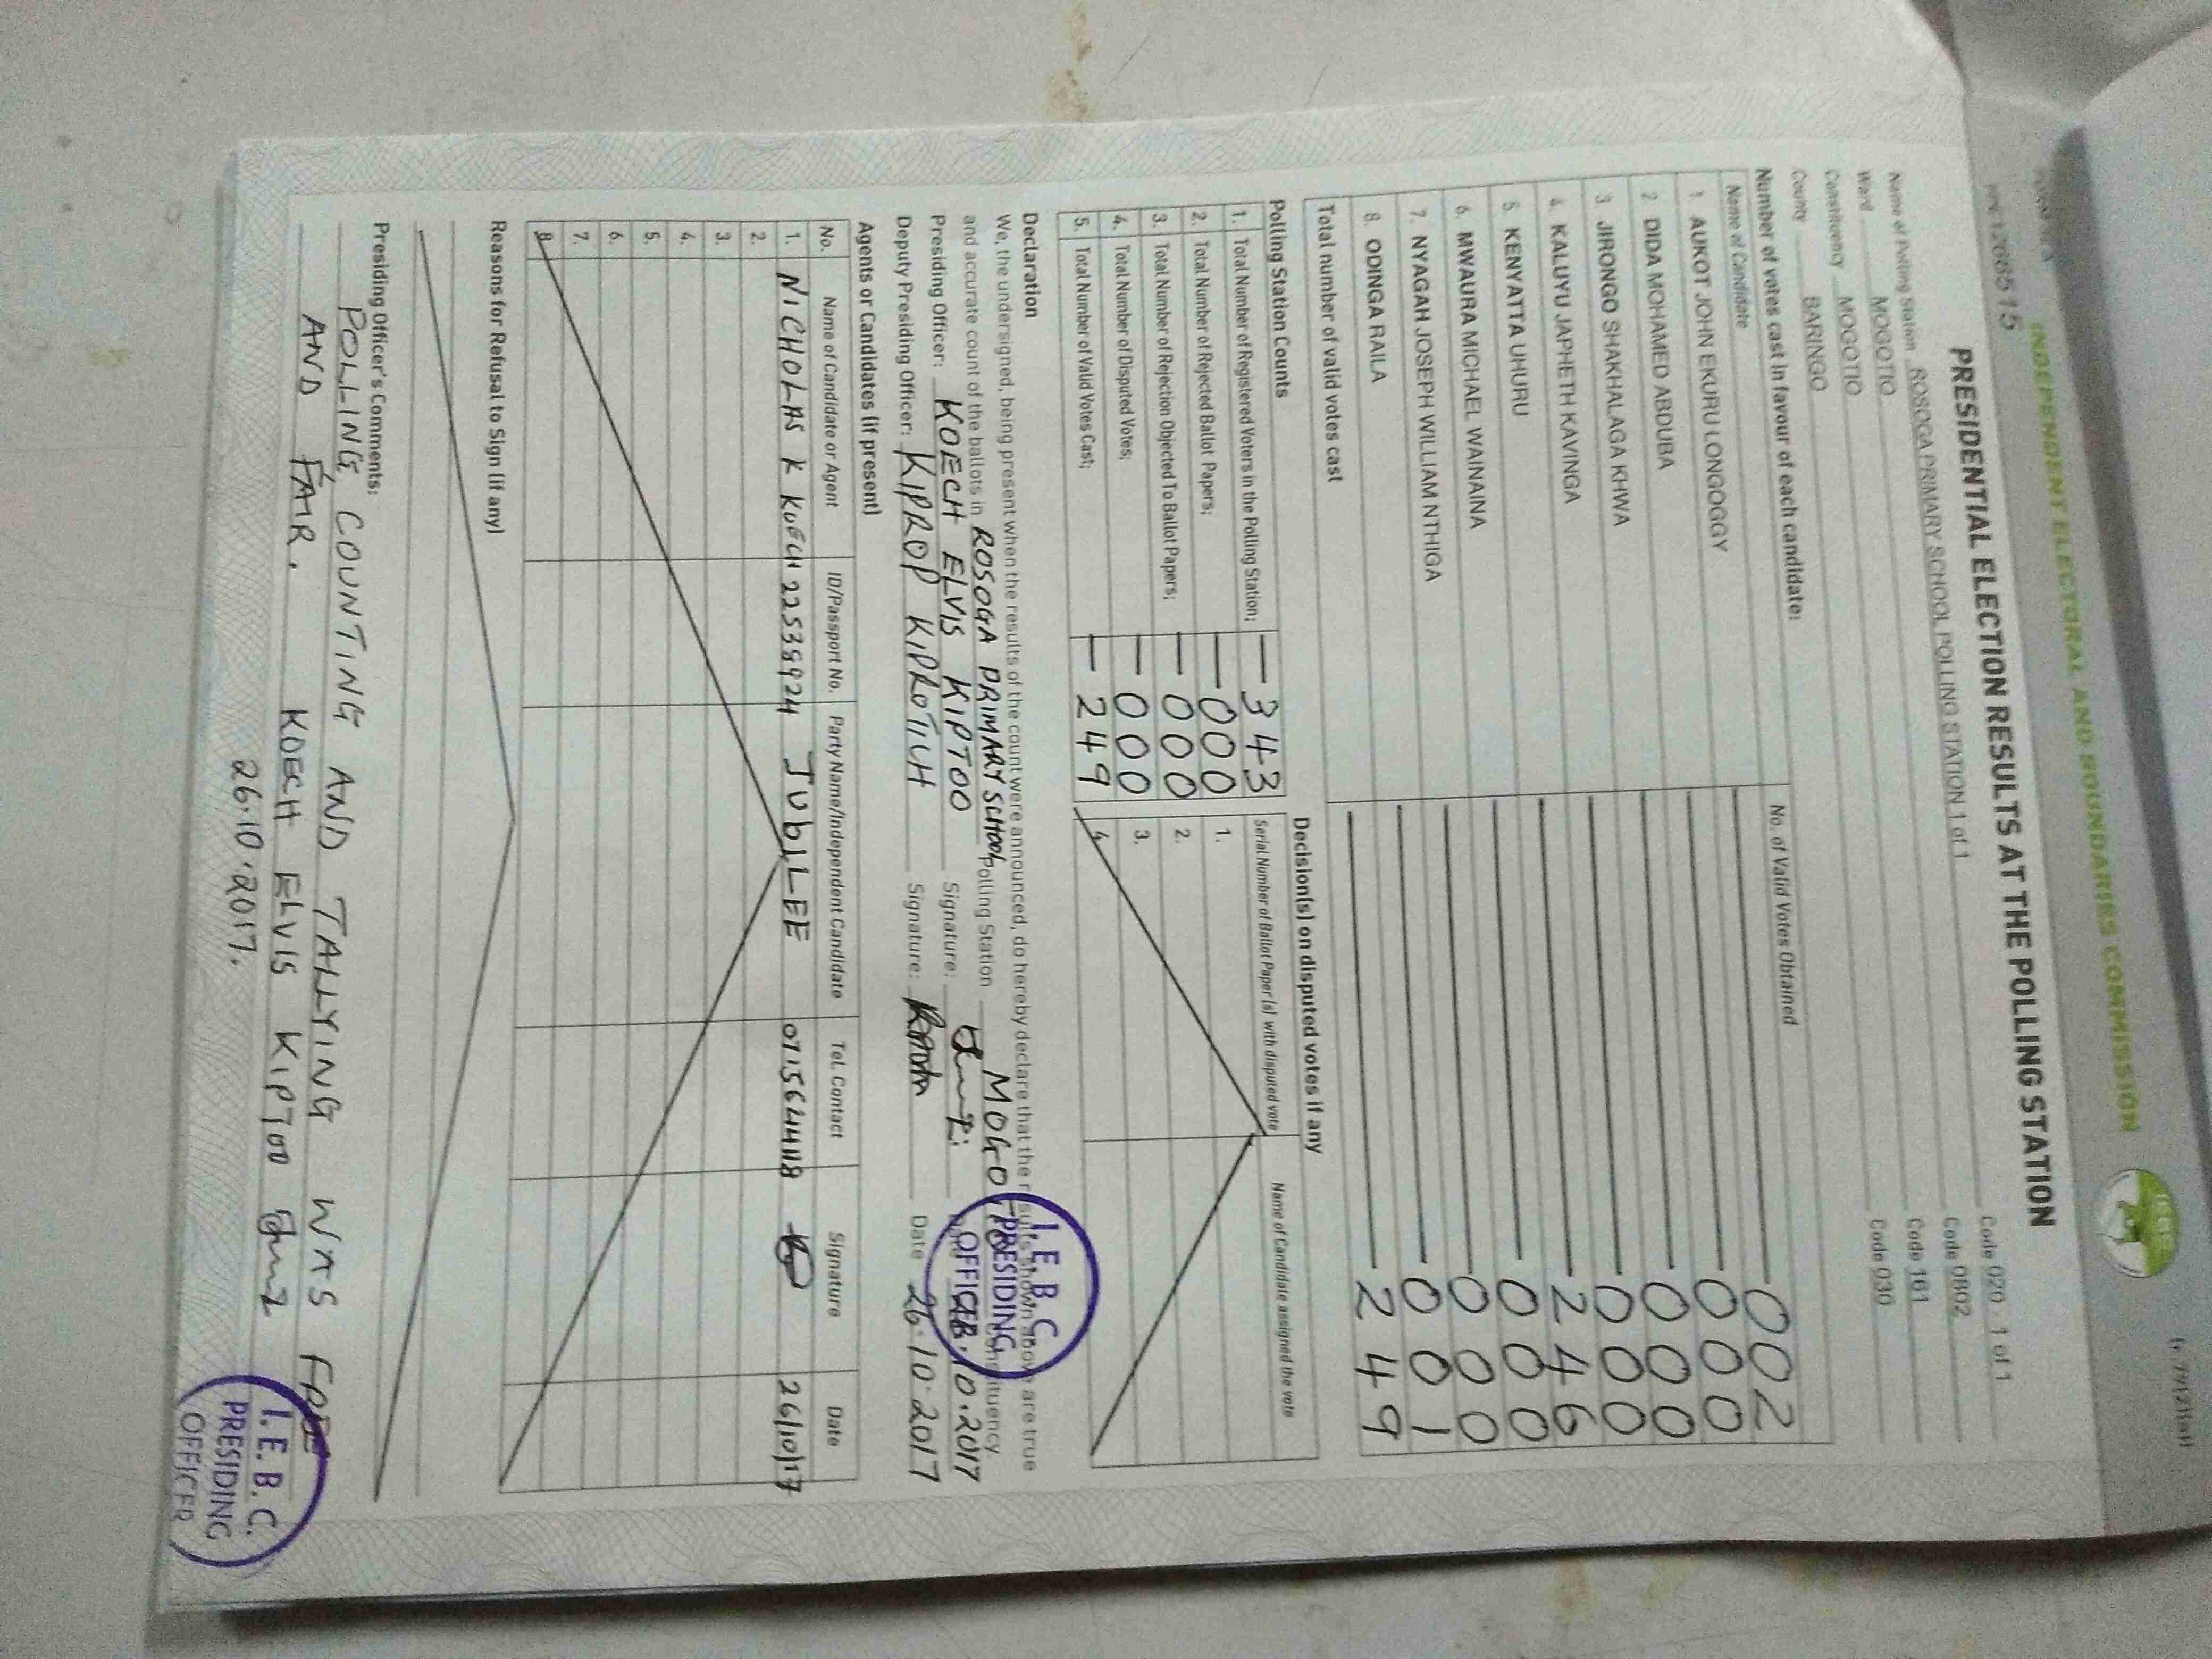 INDEPENDENT ELECTORAL AND BOUNDARIES COMMISSION
PRESIDENTIAL ELECTION RESULTS AT THE POLLING STATION
Name of Polling Station ROSOGA PRIMARY SCHOOL POLLING STATION 1 of 1 Code 020 1 of 1
Ward MOGOTIO Code 0802
Constituency MOGOTIO Code 161
County BARINGO Code 030
Number of votes cast in favour of each candidate:
Name of Candidate No. of Valid Votes Obtained
1. AUKOT JOHN EKURU LONGOGGY 002
2. DIDA MOHAMED ABDUBA 000
3. JIRONGO SHAKHALAGA KHWA 000
4. KALUYU JAPHETH KAVINGA 000
5. KENYATTA UHURU 246
6. MWAURA MICHAEL WAINAINA 000
7. NYAGAH JOSEPH WILLIAM NTHIGA 000
8. ODINGA RAILA 001
Total number of valid votes cast 249
Polling Station Counts Decision(s) on disputed votes if any
1. Total Number of Registered Voters in the Polling Station; 343 Serial Number of Ballot Paper(s) with disputed vote Name of Candidate assigned the vote
2. Total Number of Rejected Ballot Papers; 000 1.
3. Total Number of Rejection Objected To Ballot Papers; 000 2.
4. Total Number of Disputed Votes; 000 3.
5. Total Number of Valid Votes Cast; 249 4.
Declaration
We, the undersigned, being present when the results of the count were announced, do hereby declare that the results shown above are true
and accurate count of the ballots in ROSOGA PRIMARY SCHOOL Polling Station MOGOTIO Constituency.
Presiding Officer: KOECH ELVIS KIPTOO Signature: Date 26.10.2017
Deputy Presiding Officer: KIPROP KIPROTICH Signature: Date 26.10.2017
I.E.B.C.
PRESIDING
OFFICER
Agents or Candidates (if present)
No. Name of Candidate or Agent ID/Passport No. Party Name/Independent Candidate Tel. Contact Signature Date
1. NICHOLAS K KOECH 22538924 JUBILEE 0715644118 26/10/17
2.
3.
4.
5.
6.
7.
8.
Reasons for Refusal to Sign (if any)
Presiding Officer's Comments:
POLLING, COUNTING AND TALLYING WAS FREE
AND FAIR. KOECH ELVIS KIPTOO
26.10.2017.
I.E.B.C.
PRESIDING
OFFICER